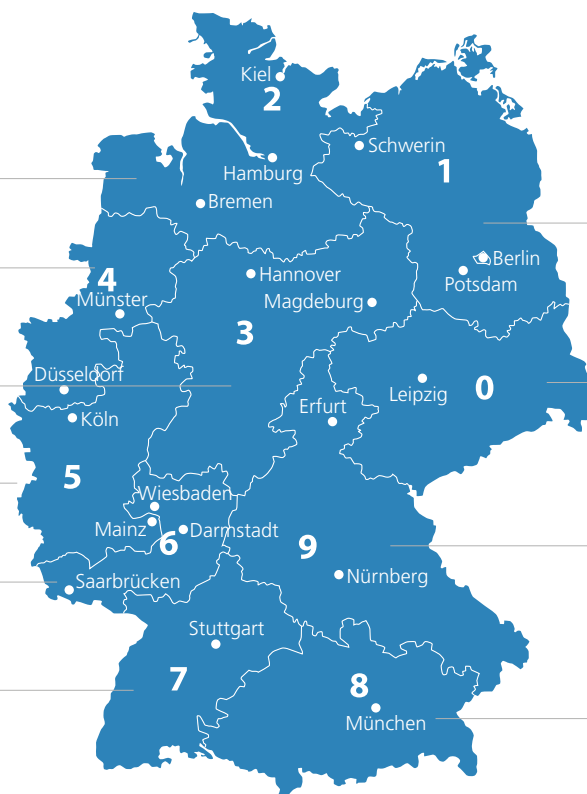 Kiel
2
Schwerin
1
Hamburg
Bremen
Berlin
Potsdam
4
Münster
Hannover
Magdeburg
3
Düsseldorf
Leipzig
0
Erfurt
Köln
5
Wiesbaden
Mainz
Darmstadt
6
9
Saarbrücken
Nürnberg
Stuttgart
7
8
München